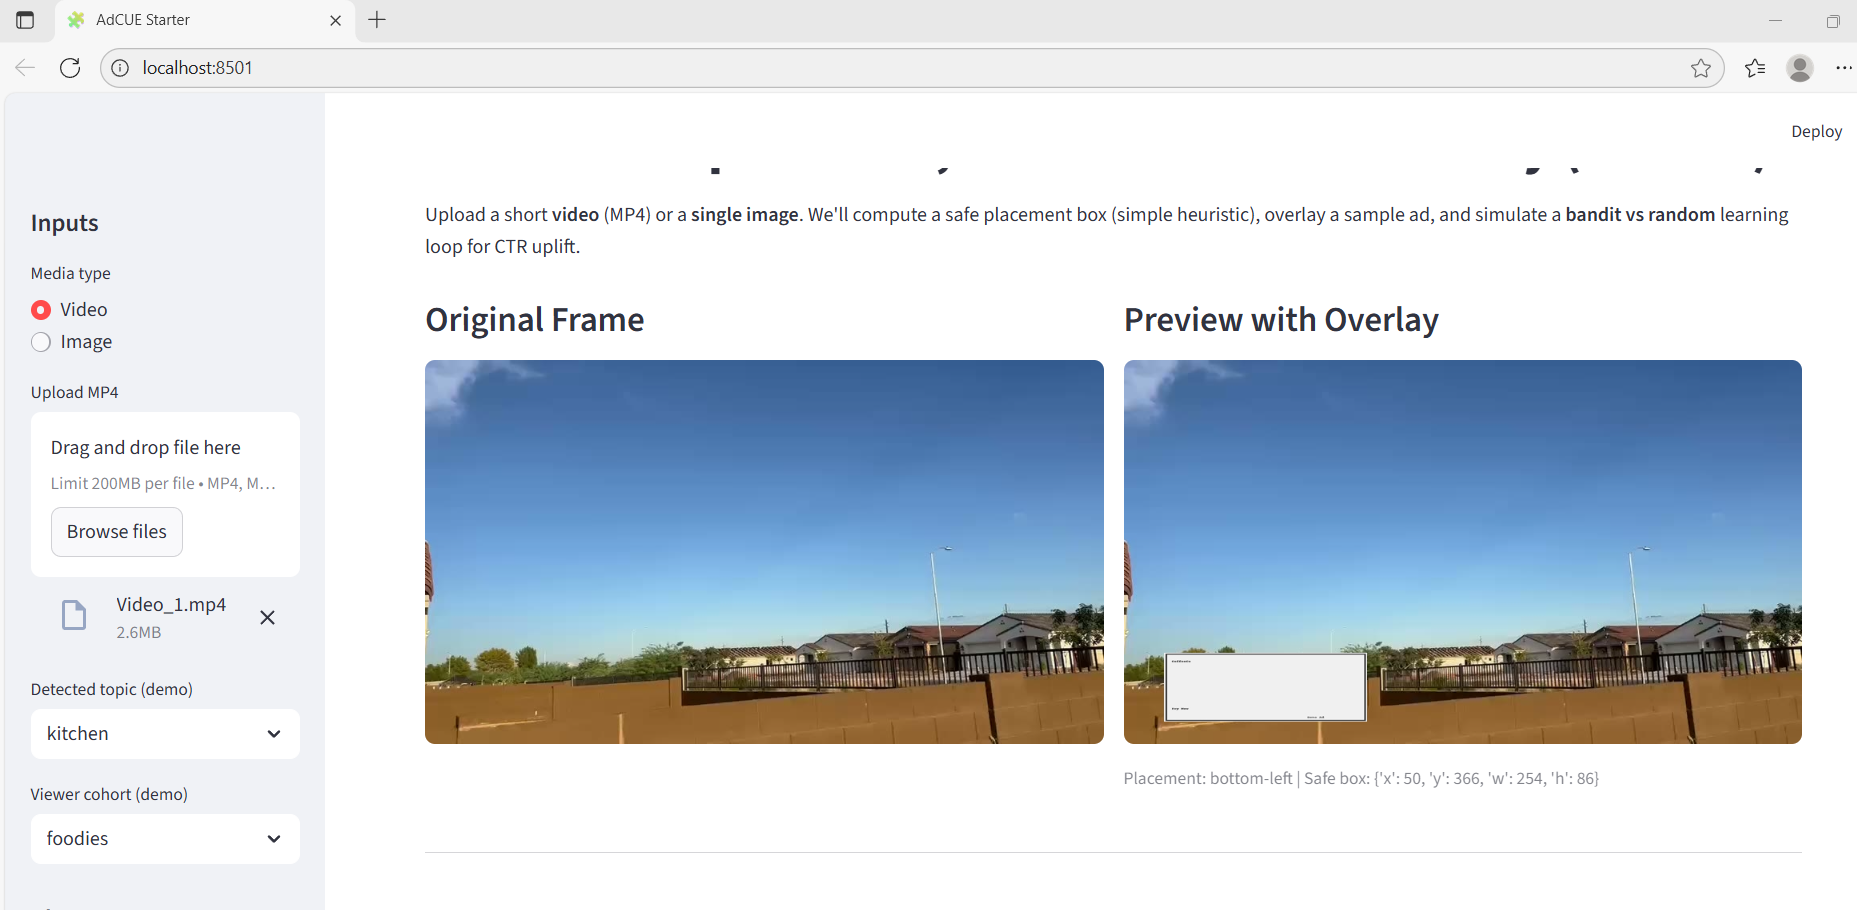 AdCUE Starter
localhost:8501
Deploy
Inputs
Media type
Video
Image
Upload MP4
Drag and drop file here
Limit 200MB per file • MP4, M...
Browse files
Video_1.mp4
2.6MB
Detected topic (demo)
kitchen
Viewer cohort (demo)
foodies
Upload a short video (MP4) or a single image. We'll compute a safe placement box (simple heuristic), overlay a sample ad, and simulate a bandit vs random learning
loop for CTR uplift.
Original Frame
Preview with Overlay
Placement: bottom-left | Safe box: {'x': 50, 'y': 366, 'w': 254, 'h': 86}